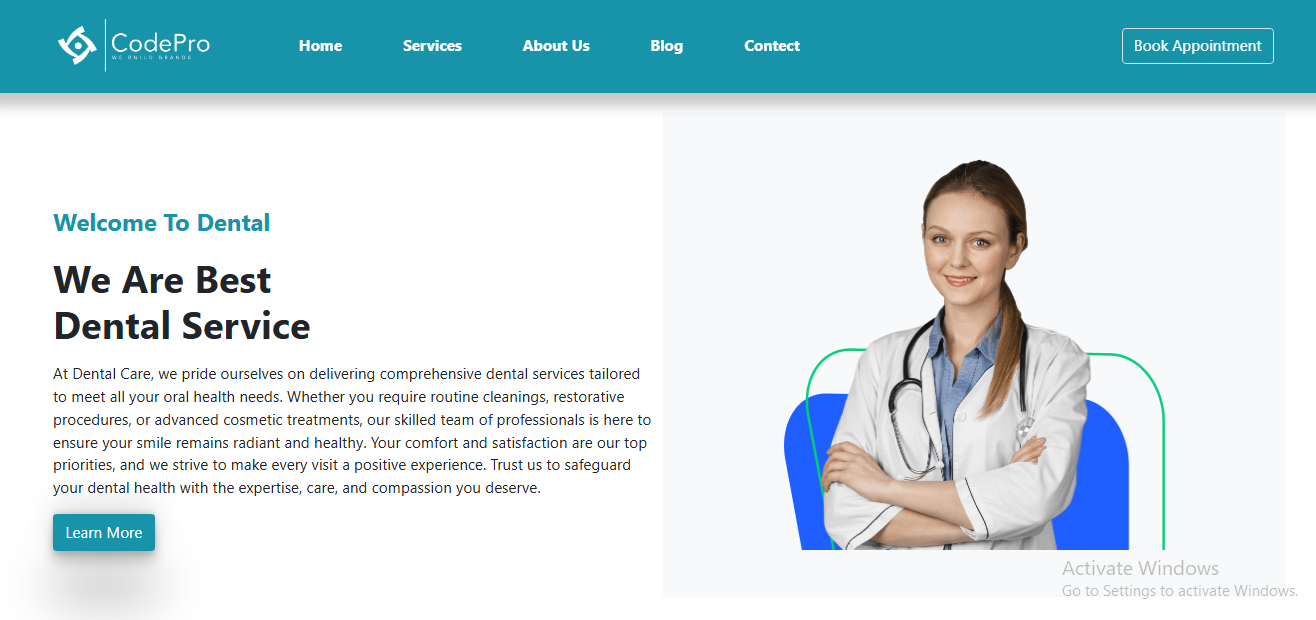 CodePro
WE BUILD BRANDS
Home
Services
About Us
Blog
Contect
Book Appointment
Welcome To Dental
We Are Best
Dental Service
At Dental Care, we pride ourselves on delivering comprehensive dental services tailored
to meet all your oral health needs. Whether you require routine cleanings, restorative
procedures, or advanced cosmetic treatments, our skilled team of professionals is here to
ensure your smile remains radiant and healthy. Your comfort and satisfaction are our top
priorities, and we strive to make every visit a positive experience. Trust us to safeguard
your dental health with the expertise, care, and compassion you deserve.
Learn More
Activate Windows
Go to Settings to activate Windows.